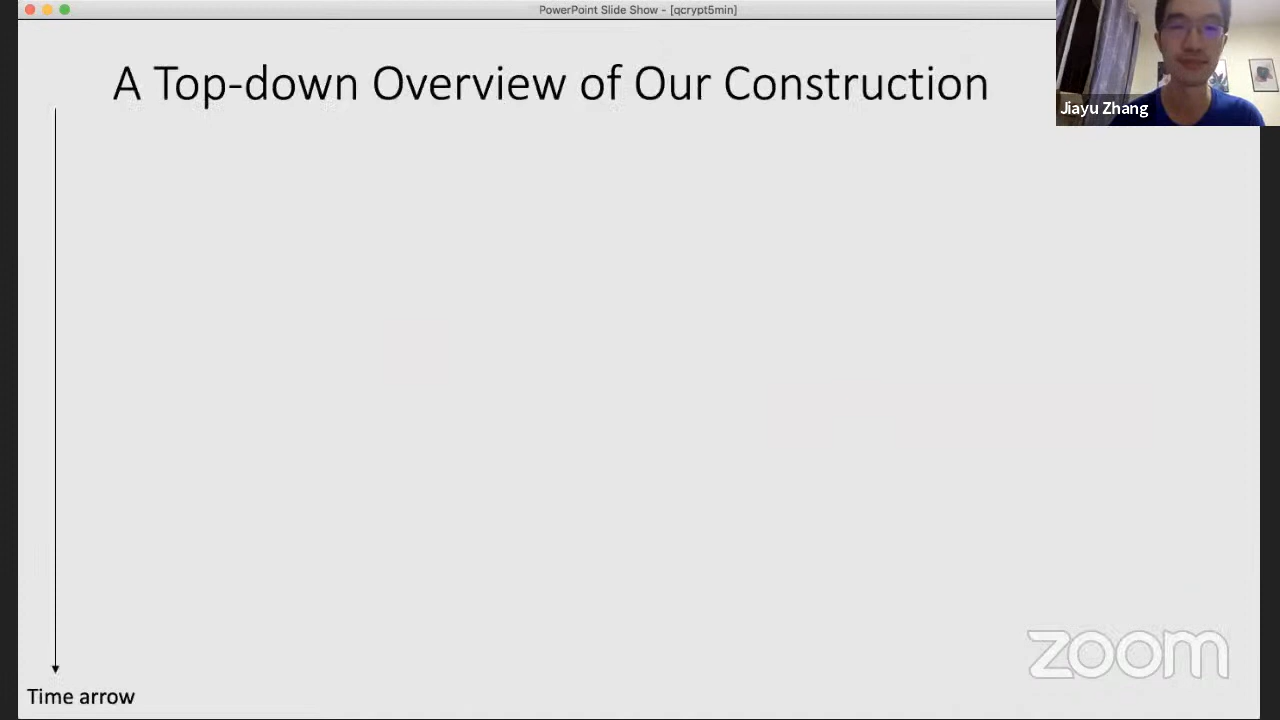 PowerPoint Slide Show - [qcrypt5min]
A Top-down Overview of Our Construction
Jiayu Zhang
zoom
Time arrow